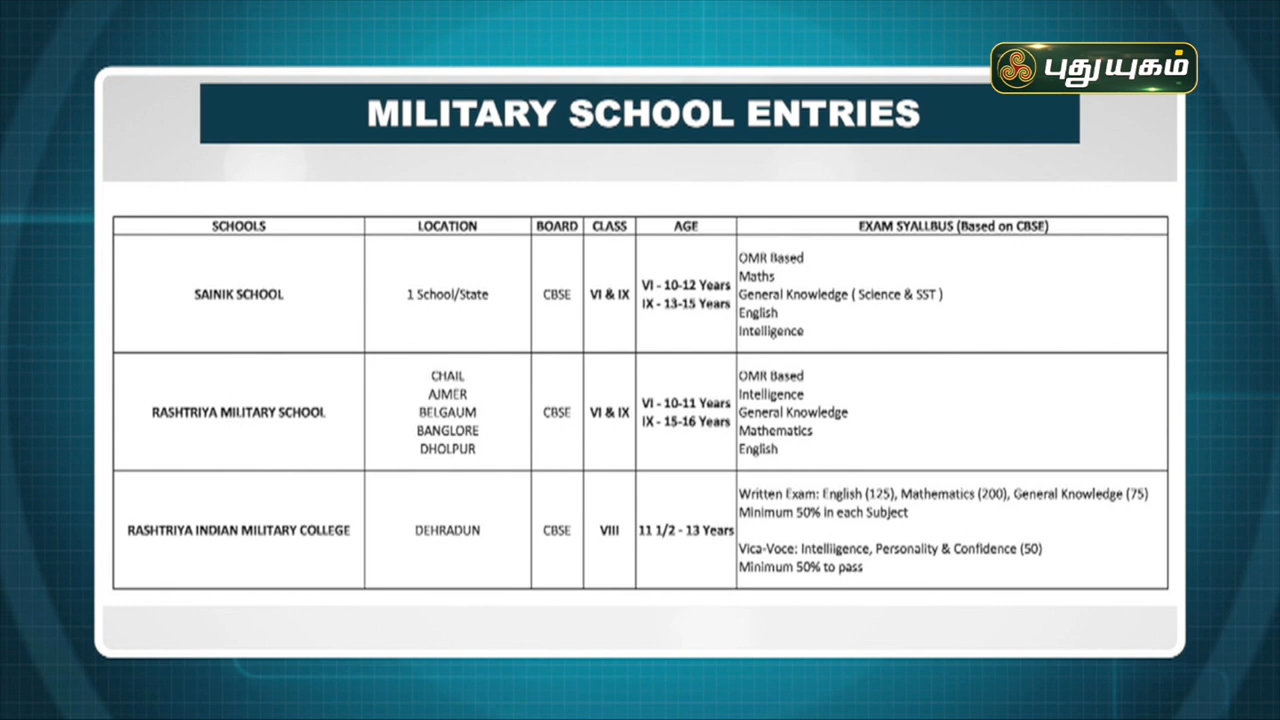 புதுயுகம்
MILITARY SCHOOL ENTRIES
SCHOOLS LOCATION BOARD CLASS AGE EXAM SYALLBUS (Based on CBSE)
SAINIK SCHOOL
1 School/State
CBSE
VI & IX
VI - 10-12 Years
IX - 13-15 Years
OMR Based
Maths
General Knowledge ( Science & SST )
English
Intelligence
RASHTRIYA MILITARY SCHOOL
CHAIL
AJMER
BELGAUM
BANGLORE
DHOLPUR
CBSE
VI & IX
VI - 10-11 Years
IX - 15-16 Years
OMR Based
Intelligence
General Knowledge
Mathematics
English
RASHTRIYA INDIAN MILITARY COLLEGE
DEHRADUN
CBSE
VIII
11 1/2 - 13 Years
Written Exam: English (125), Mathematics (200), General Knowledge (75)
Minimum 50% in each Subject
Vica-Voce: Intelliigence, Personality & Confidence (50)
Minimum 50% to pass